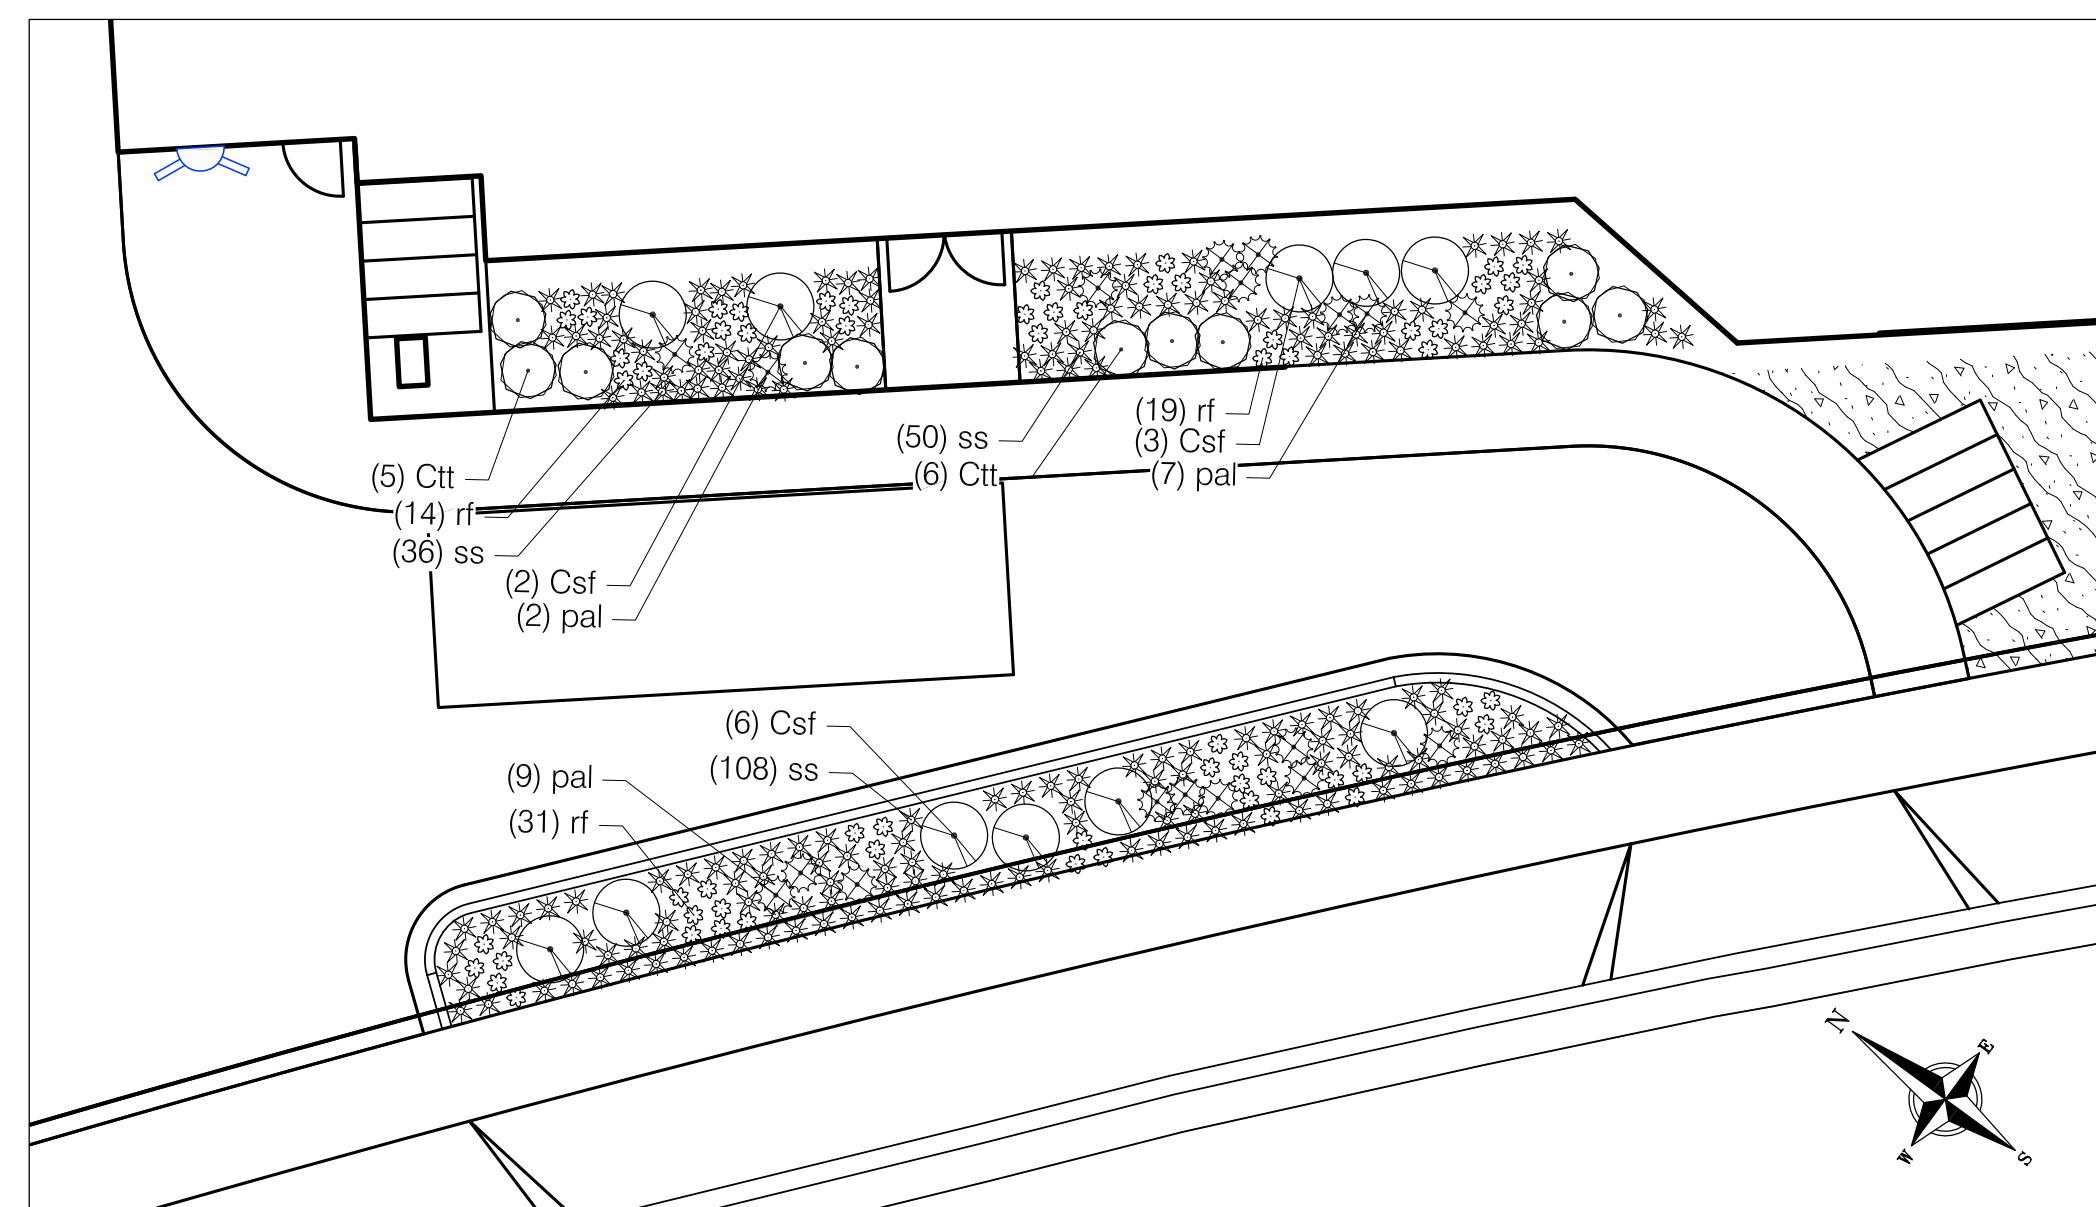 (19) rf
(50) ss
(3) Csf
(6) Ctt
(7) pal
(5) Ctt
(14) rf
(36) ss
(2) Csf
(2) pal
(6) Csf
(108) ss
(9) pal
(31) rf
N
E
W
S